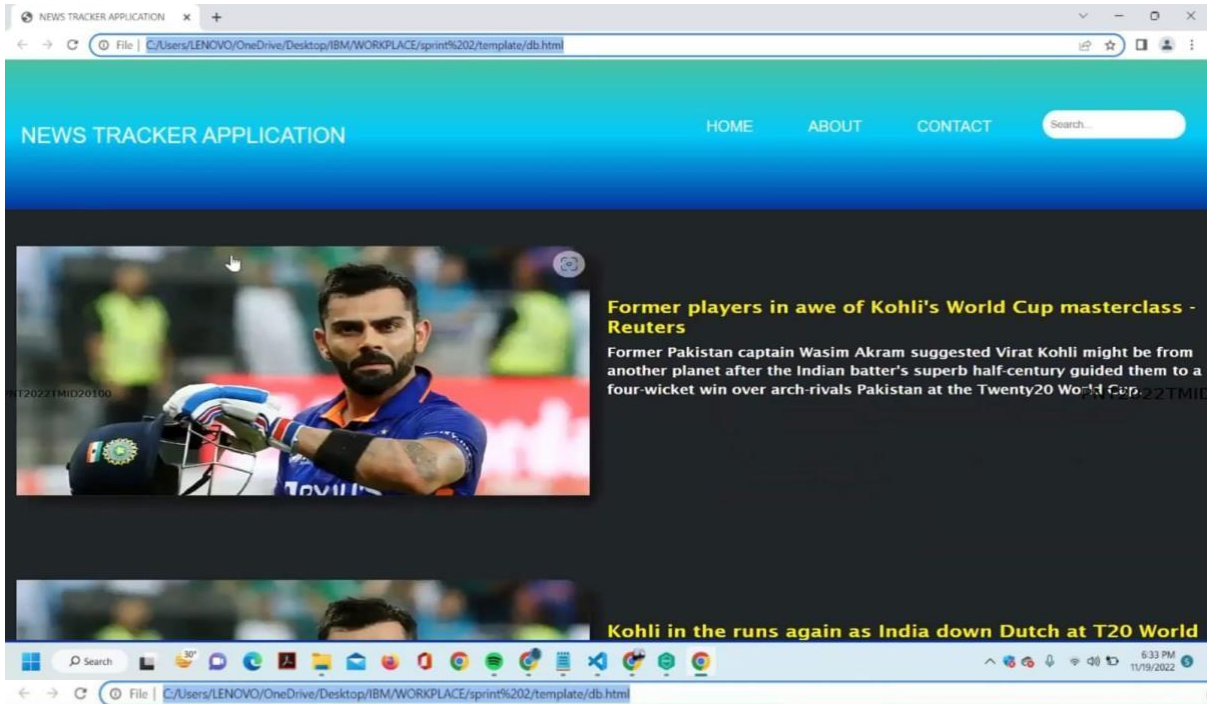 NEWS TRACKER APPLICATION
File | C:/Users/LENOVO/OneDrive/Desktop/IBM/WORKPLACE/sprint%202/template/db.html
NEWS TRACKER APPLICATION
HOME ABOUT CONTACT Search...
Former players in awe of Kohli's World Cup masterclass -
Reuters
Former Pakistan captain Wasim Akram suggested Virat Kohli might be from
another planet after the Indian batter's superb half-century guided them to a
four-wicket win over arch-rivals Pakistan at the Twenty20 World Cup.
NT2022TMID20100
PNT2022TMID
Kohli in the runs again as India down Dutch at T20 World
30°
Search
6:33 PM
11/19/2022
File | C:/Users/LENOVO/OneDrive/Desktop/IBM/WORKPLACE/sprint%202/template/db.html